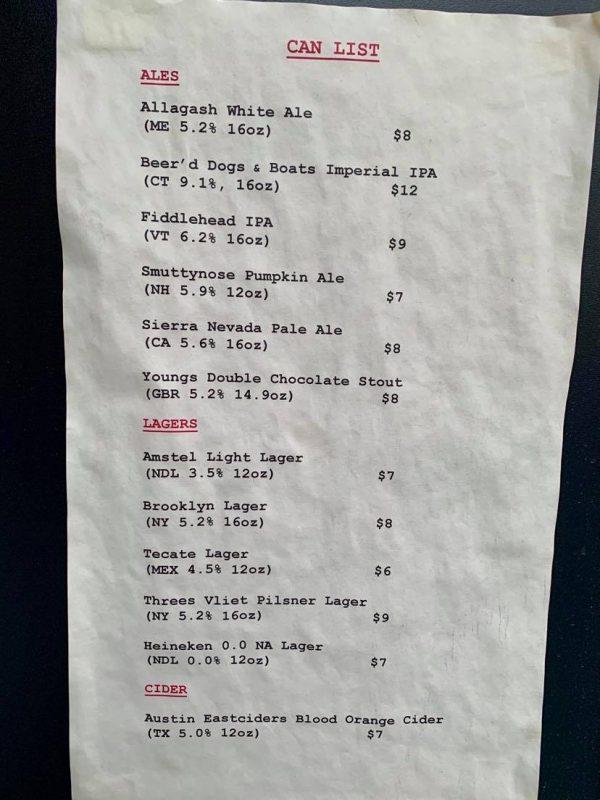 CAN LIST
ALES
Allagash White Ale
(ME 5.2% 16oz) $8
Beer'd Dogs & Boats Imperial IPA
(CT 9.1%, 16oz) $12
Fiddlehead IPA
(VT 6.2% 16oz) $9
Smuttynose Pumpkin Ale
(NH 5.9% 12oz) $7
Sierra Nevada Pale Ale
(CA 5.6% 16oz) $8
Youngs Double Chocolate Stout
(GBR 5.2% 14.9oz) $8
LAGERS
Amstel Light Lager
(NDL 3.5% 12oz) $7
Brooklyn Lager
(NY 5.2% 16oz) $8
Tecate Lager
(MEX 4.5% 12oz) $6
Threes Vliet Pilsner Lager
(NY 5.2% 16oz) $9
Heineken 0.0 NA Lager
(NDL 0.0% 12oz) $7
CIDER
Austin Eastciders Blood Orange Cider
(TX 5.0% 12oz) $7